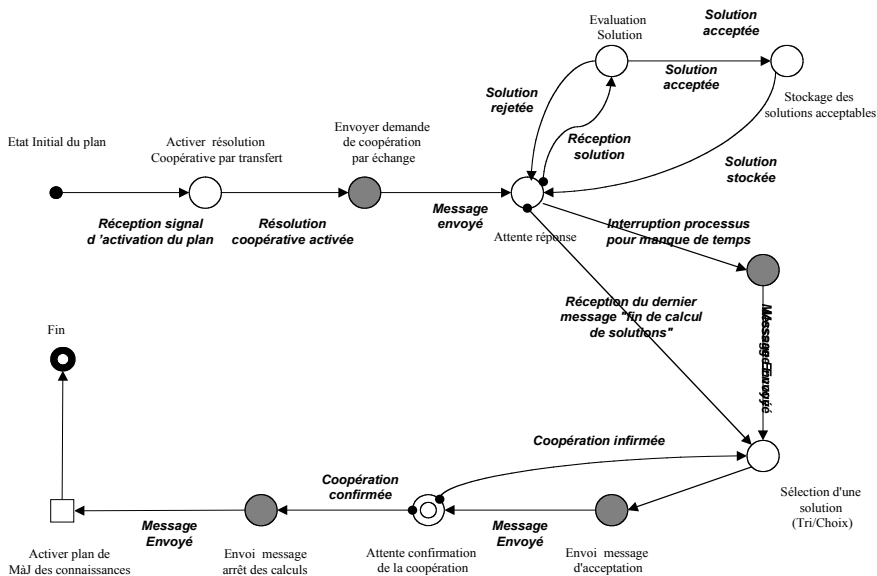 Evaluation
Solution
Solution
acceptée
Solution
acceptée
Solution
rejetée
Stockage des
solutions acceptables
Etat Initial du plan
Activer résolution
Coopérative par transfert
Envoyer demande
de coopération
par échange
Réception
solution
Solution
stockée
Réception signal
d 'activation du plan
Résolution
coopérative activée
Message
envoyé
Attente réponse
Interruption processus
pour manque de temps
Réception du dernier
message "fin de calcul
de solutions"
Fin
Coopération infirmée
Coopération
confirmée
Sélection d'une
solution
(Tri/Choix)
Message
Envoyé
Message
Envoyé
Activer plan de
MàJ des connaissances
Envoi message
arrêt des calculs
Attente confirmation
de la coopération
Envoi message
d'acceptation